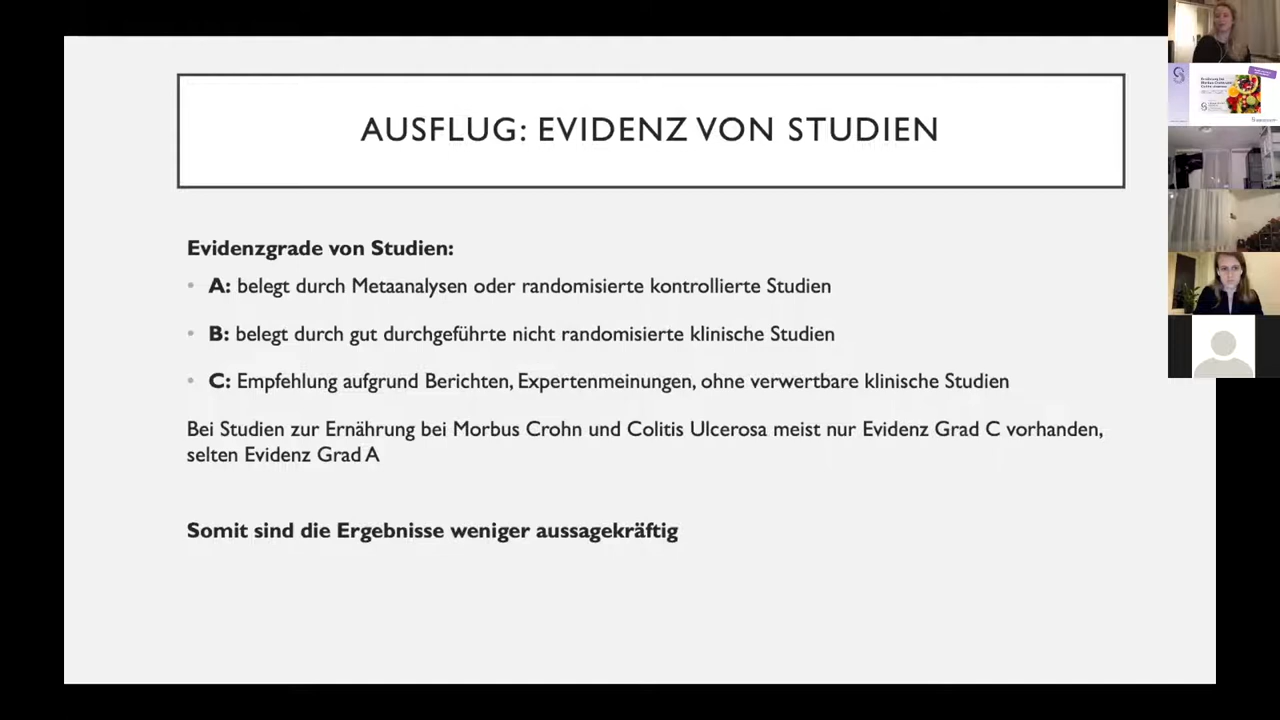 AUSFLUG: EVIDENZ VON STUDIEN
Evidenzgrade von Studien:
• A: belegt durch Metaanalysen oder randomisierte kontrollierte Studien
• B: belegt durch gut durchgeführte nicht randomisierte klinische Studien
• C: Empfehlung aufgrund Berichten, Expertenmeinungen, ohne verwertbare klinische Studien
Bei Studien zur Ernährung bei Morbus Crohn und Colitis Ulcerosa meist nur Evidenz Grad C vorhanden,
selten Evidenz Grad A
Somit sind die Ergebnisse weniger aussagekräftig